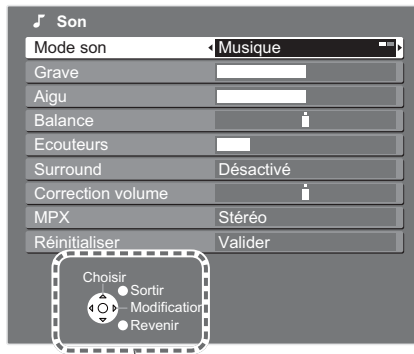 Son
Mode son Musique
Grave
Aigu
Balance
Ecouteurs
Surround Désactivé
Correction volume
MPX Stéréo
Réinitialiser Valider
Choisir
Sortir
Modification
Revenir